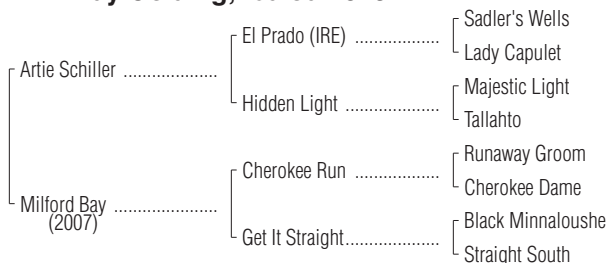 El Prado (IRE) ....................
Sadler's Wells
Lady Capulet
Artie Schiller ....................
Hidden Light ....................
Majestic Light
Tallahto
Cherokee Run ....................
Runaway Groom
Cherokee Dame
Milford Bay ....................
(2007)
Get It Straight....................
Black Minnaloushe
Straight South